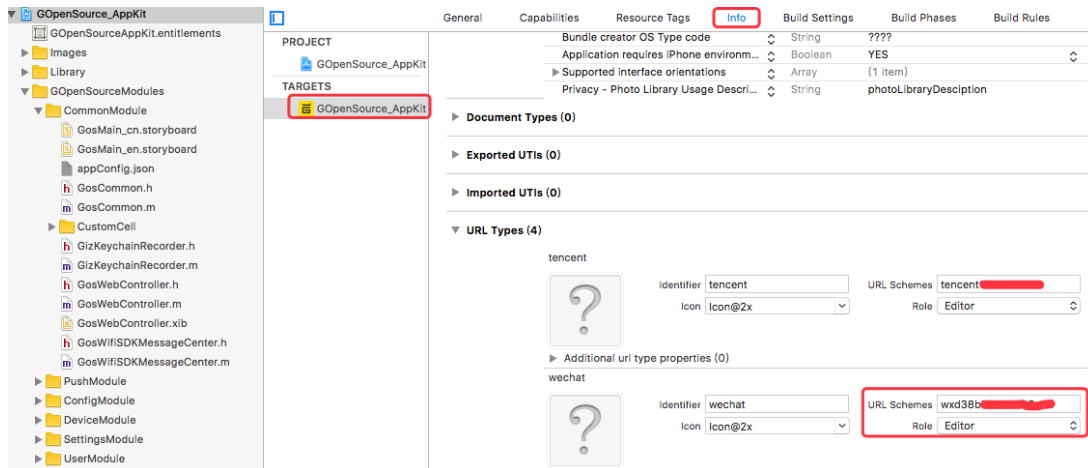 GOpenSource_AppKit
GOpenSourceAppKit.entitlements
Images
Library
GOpenSourceModules
CommonModule
GosMain_cn.storyboard
GosMain_en.storyboard
appConfig.json
GosCommon.h
GosCommon.m
CustomCell
GizKeychainRecorder.h
GizKeychainRecorder.m
GosWebController.h
GosWebController.m
GosWebController.xib
GosWifiSDKMessageCenter.h
GosWifiSDKMessageCenter.m
PushModule
ConfigModule
DeviceModule
SettingsModule
UserModule
PROJECT
GOpenSource_AppKit
TARGETS
GOpenSource_AppKit
General Capabilities Resource Tags Info Build Settings Build Phases Build Rules
Bundle creator OS Type code String ????
Application requires iPhone environm... Boolean YES
Supported interface orientations Array (1 item)
Privacy - Photo Library Usage Descri... String photoLibraryDesciption
Document Types (0)
Exported UTIs (0)
Imported UTIs (0)
URL Types (4)
tencent
Identifier tencent URL Schemes tencent
Icon Icon@2x Role Editor
Additional url type properties (0)
wechat
Identifier wechat URL Schemes wxd38b
Icon Icon@2x Role Editor